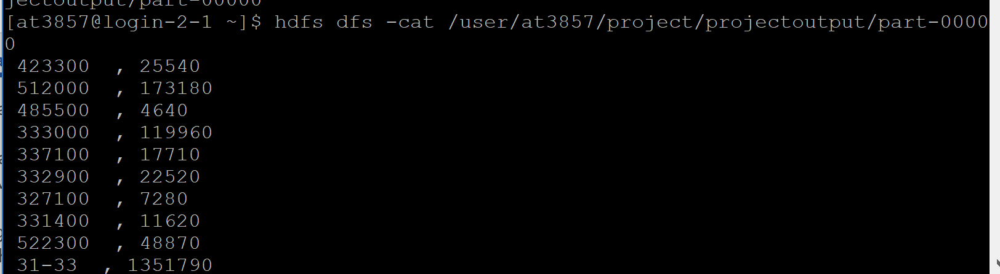 jectoutput/part-00000
[at3857@login-2-1 ~]$ hdfs dfs -cat /user/at3857/project/projectoutput/part-0000
0
423300  , 25540
512000  , 173180
485500  , 4640
333000  , 119960
337100  , 17710
332900  , 22520
327100  , 7280
331400  , 11620
522300  , 48870
31-33  , 1351790